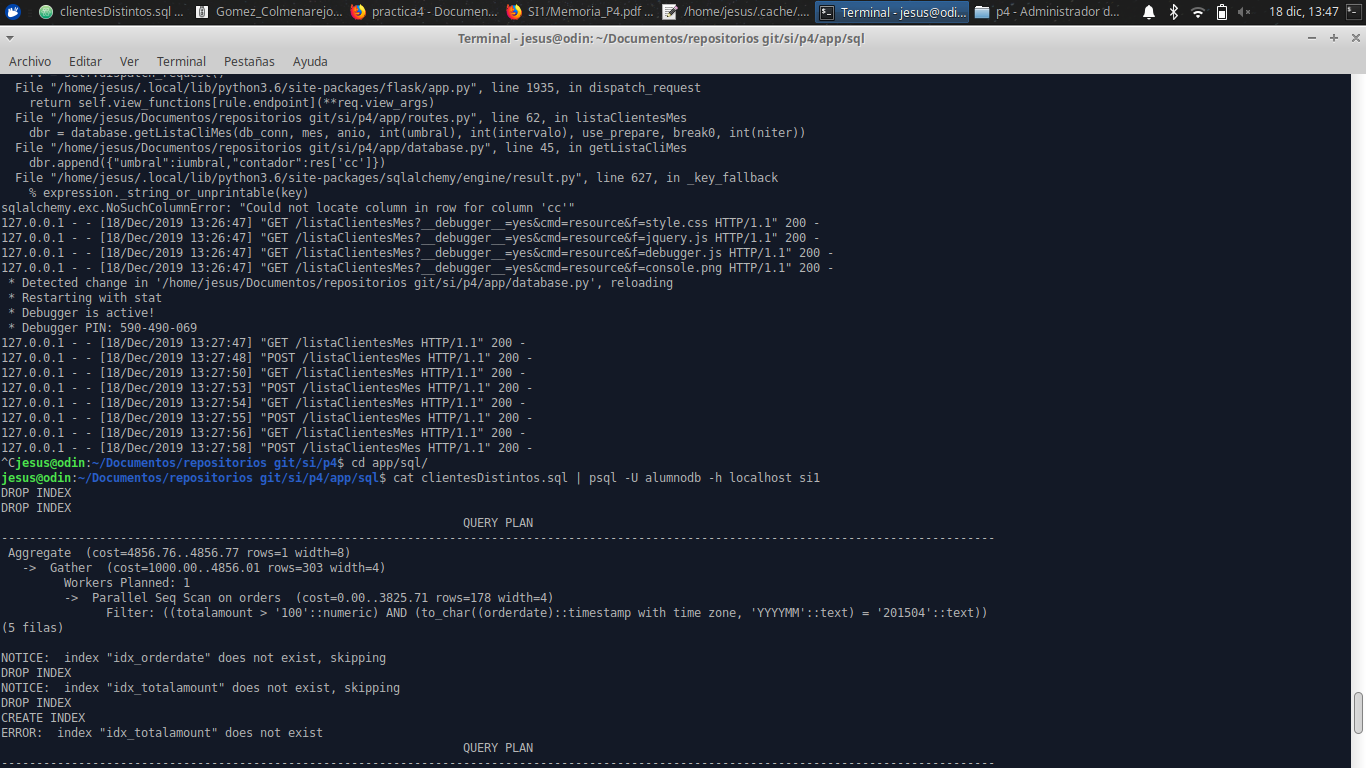 clientesDistintos.sql ...
Gomez_Colmenarejo...
practica4 - Documen...
SI1/Memoria_P4.pdf ...
/home/jesus/.cache/....
Terminal - jesus@odi...
p4 - Administrador d...
18 dic, 13:47
Terminal - jesus@odin: ~/Documentos/repositorios git/si/p4/app/sql
Archivo Editar Ver Terminal Pestañas Ayuda
rv = self.dispatch_request()
File "/home/jesus/.local/lib/python3.6/site-packages/flask/app.py", line 1935, in dispatch_request
return self.view_functions[rule.endpoint](**req.view_args)
File "/home/jesus/Documentos/repositorios git/si/p4/app/routes.py", line 62, in listaClientesMes
dbr = database.getListaCliMes(db_conn, mes, anio, int(umbral), int(intervalo), use_prepare, break0, int(niter))
File "/home/jesus/Documentos/repositorios git/si/p4/app/database.py", line 45, in getListaCliMes
dbr.append({"umbral":iumbral,"contador":res['cc']})
File "/home/jesus/.local/lib/python3.6/site-packages/sqlalchemy/engine/result.py", line 627, in _key_fallback
% expression._string_or_unprintable(key)
sqlalchemy.exc.NoSuchColumnError: "Could not locate column in row for column 'cc'"
127.0.0.1 - - [18/Dec/2019 13:26:47] "GET /listaClientesMes?__debugger__=yes&cmd=resource&f=style.css HTTP/1.1" 200 -
127.0.0.1 - - [18/Dec/2019 13:26:47] "GET /listaClientesMes?__debugger__=yes&cmd=resource&f=jquery.js HTTP/1.1" 200 -
127.0.0.1 - - [18/Dec/2019 13:26:47] "GET /listaClientesMes?__debugger__=yes&cmd=resource&f=debugger.js HTTP/1.1" 200 -
127.0.0.1 - - [18/Dec/2019 13:26:47] "GET /listaClientesMes?__debugger__=yes&cmd=resource&f=console.png HTTP/1.1" 200 -
* Detected change in '/home/jesus/Documentos/repositorios git/si/p4/app/database.py', reloading
* Restarting with stat
* Debugger is active!
* Debugger PIN: 590-490-069
127.0.0.1 - - [18/Dec/2019 13:27:47] "GET /listaClientesMes HTTP/1.1" 200 -
127.0.0.1 - - [18/Dec/2019 13:27:48] "POST /listaClientesMes HTTP/1.1" 200 -
127.0.0.1 - - [18/Dec/2019 13:27:50] "GET /listaClientesMes HTTP/1.1" 200 -
127.0.0.1 - - [18/Dec/2019 13:27:53] "POST /listaClientesMes HTTP/1.1" 200 -
127.0.0.1 - - [18/Dec/2019 13:27:54] "GET /listaClientesMes HTTP/1.1" 200 -
127.0.0.1 - - [18/Dec/2019 13:27:55] "POST /listaClientesMes HTTP/1.1" 200 -
127.0.0.1 - - [18/Dec/2019 13:27:56] "GET /listaClientesMes HTTP/1.1" 200 -
127.0.0.1 - - [18/Dec/2019 13:27:58] "POST /listaClientesMes HTTP/1.1" 200 -
^Cjesus@odin:~/Documentos/repositorios git/si/p4$ cd app/sql/
jesus@odin:~/Documentos/repositorios git/si/p4/app/sql$ cat clientesDistintos.sql | psql -U alumnodb -h localhost si1
DROP INDEX
DROP INDEX
QUERY PLAN
----------------------------------------------------------------------------------------------------------------------------------------------
Aggregate (cost=4856.76..4856.77 rows=1 width=8)
-> Gather (cost=1000.00..4856.01 rows=303 width=4)
Workers Planned: 1
-> Parallel Seq Scan on orders (cost=0.00..3825.71 rows=178 width=4)
Filter: ((totalamount > '100'::numeric) AND (to_char((orderdate)::timestamp with time zone, 'YYYYMM'::text) = '201504'::text))
(5 filas)
NOTICE: index "idx_orderdate" does not exist, skipping
DROP INDEX
NOTICE: index "idx_totalamount" does not exist, skipping
DROP INDEX
CREATE INDEX
ERROR: index "idx_totalamount" does not exist
QUERY PLAN
----------------------------------------------------------------------------------------------------------------------------------------------